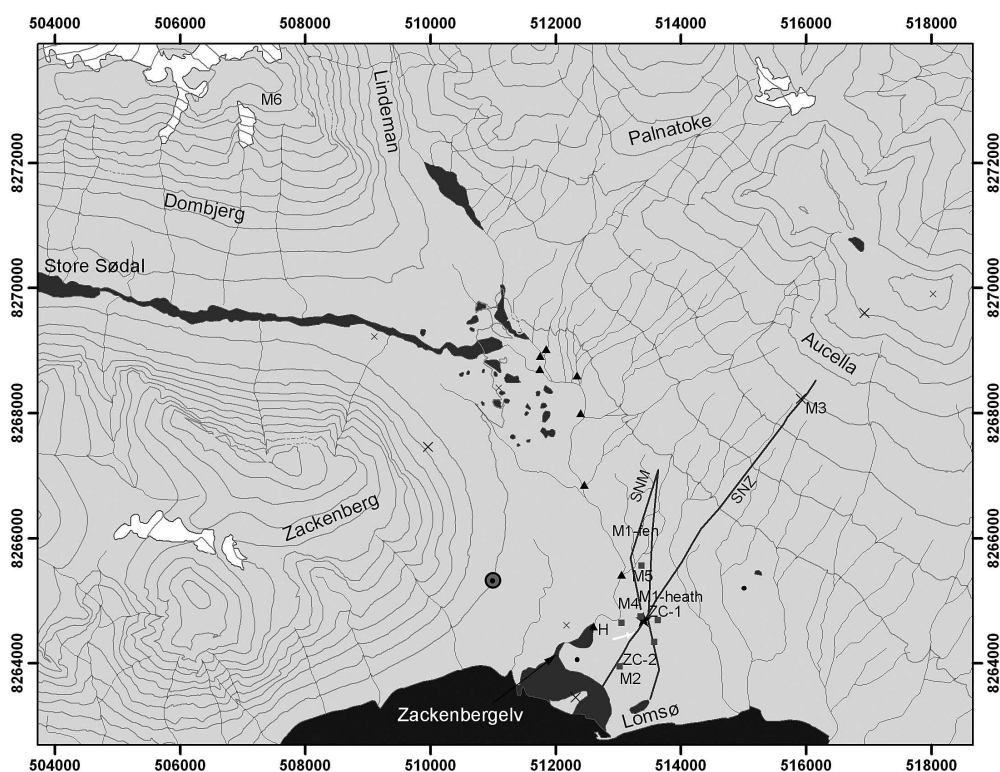 504000 506000 508000 510000 512000 514000 516000 518000
M6
Lindeman
Palnatoke
8272000 8272000
Dombjerg
Store Sødal
8270000 8270000
Aucella
8268000 8268000
M3
SNM
SNZ
Zackenberg
M1-fen
8266000 8266000
M5
M1-heath
M4
ZC-1
H
8264000 8264000
ZC-2
M2
Zackenbergelv
Lomsø
504000 506000 508000 510000 512000 514000 516000 518000